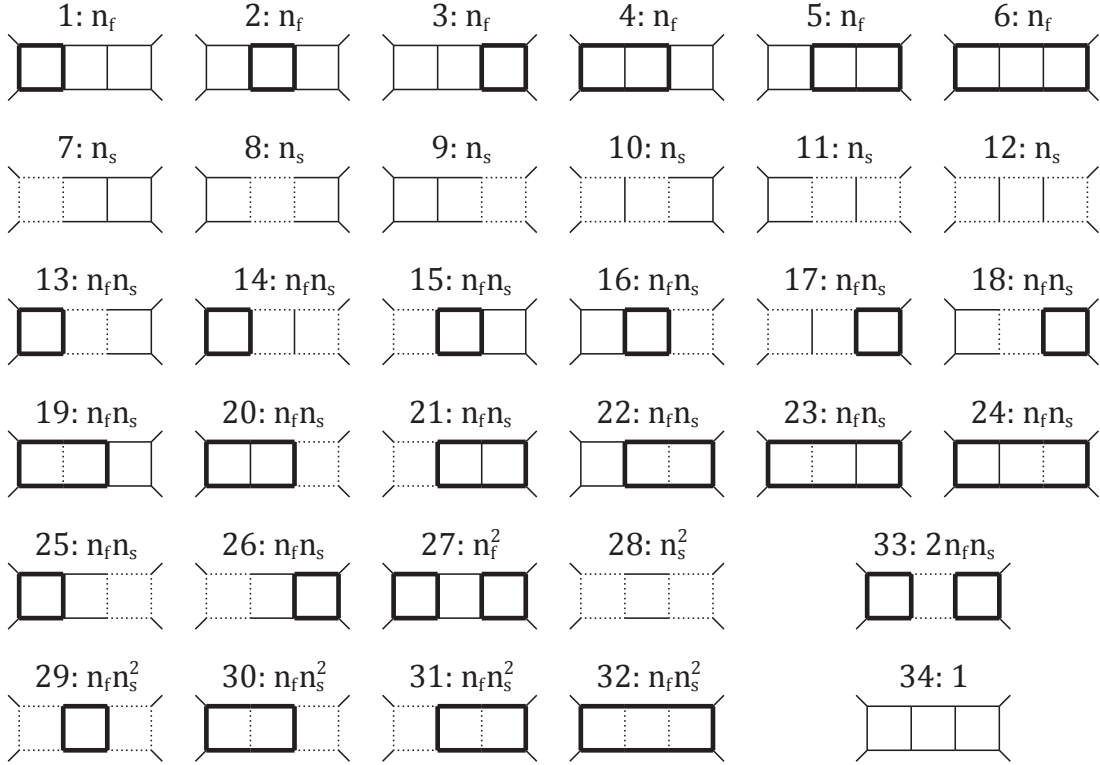 1: n_f 2: n_f 3: n_f 4: n_f 5: n_f 6: n_f
7: n_s 8: n_s 9: n_s 10: n_s 11: n_s 12: n_s
13: n_fn_s 14: n_fn_s 15: n_fn_s 16: n_fn_s 17: n_fn_s 18: n_fn_s
19: n_fn_s 20: n_fn_s 21: n_fn_s 22: n_fn_s 23: n_fn_s 24: n_fn_s
25: n_fn_s 26: n_fn_s 27: n_f^2 28: n_s^2 33: 2n_fn_s
29: n_fn_s^2 30: n_fn_s^2 31: n_fn_s^2 32: n_fn_s^2 34: 1